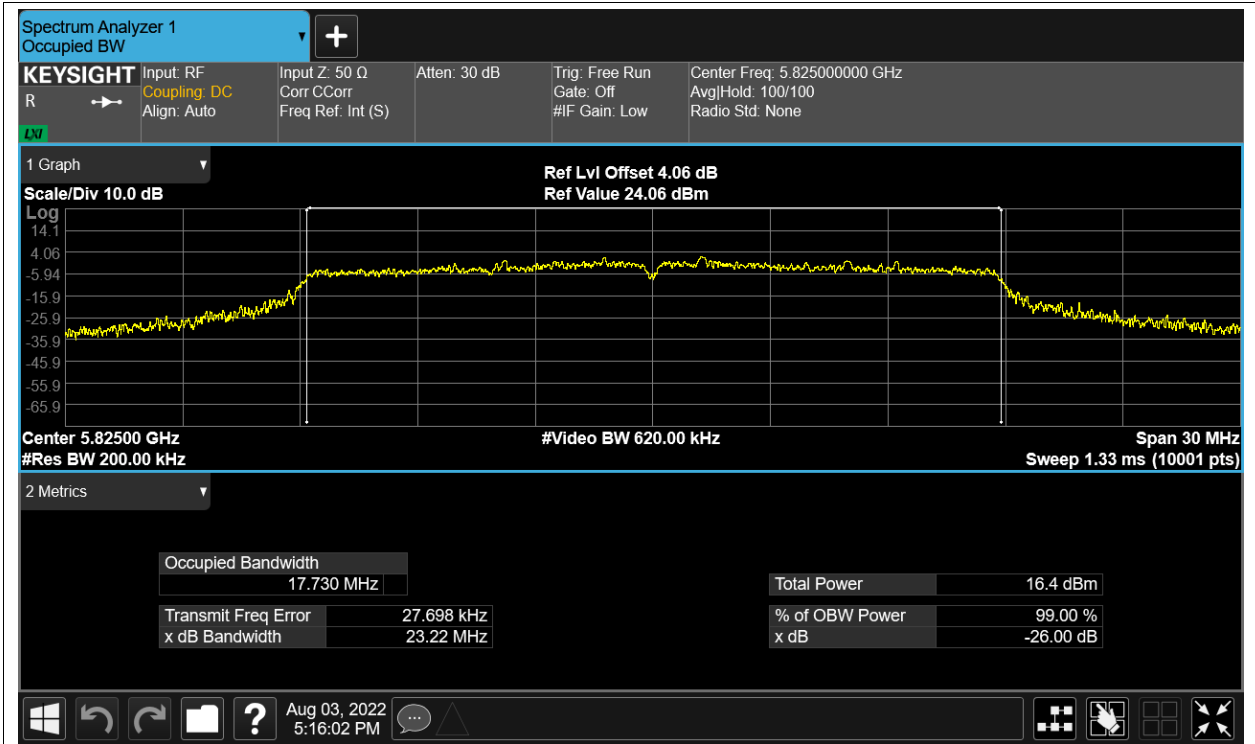 Spectrum Analyzer 1
Occupied BW
KEYSIGHT
R
LXI
Input: RF
Coupling: DC
Align: Auto
Input Z: 50 Ω
Corr CCorr
Freq Ref: Int (S)
Atten: 30 dB
Trig: Free Run
Gate: Off
#IF Gain: Low
Center Freq: 5.825000000 GHz
Avg|Hold: 100/100
Radio Std: None
1 Graph
Scale/Div 10.0 dB
Ref Lvl Offset 4.06 dB
Ref Value 24.06 dBm
Log
14.1
4.06
-5.94
-15.9
-25.9
-35.9
-45.9
-55.9
-65.9
Center 5.82500 GHz
#Res BW 200.00 kHz
#Video BW 620.00 kHz
Span 30 MHz
Sweep 1.33 ms (10001 pts)
2 Metrics
Occupied Bandwidth
17.730 MHz
Transmit Freq Error 27.698 kHz
x dB Bandwidth 23.22 MHz
Total Power 16.4 dBm
% of OBW Power 99.00 %
x dB -26.00 dB
?
Aug 03, 2022
5:16:02 PM